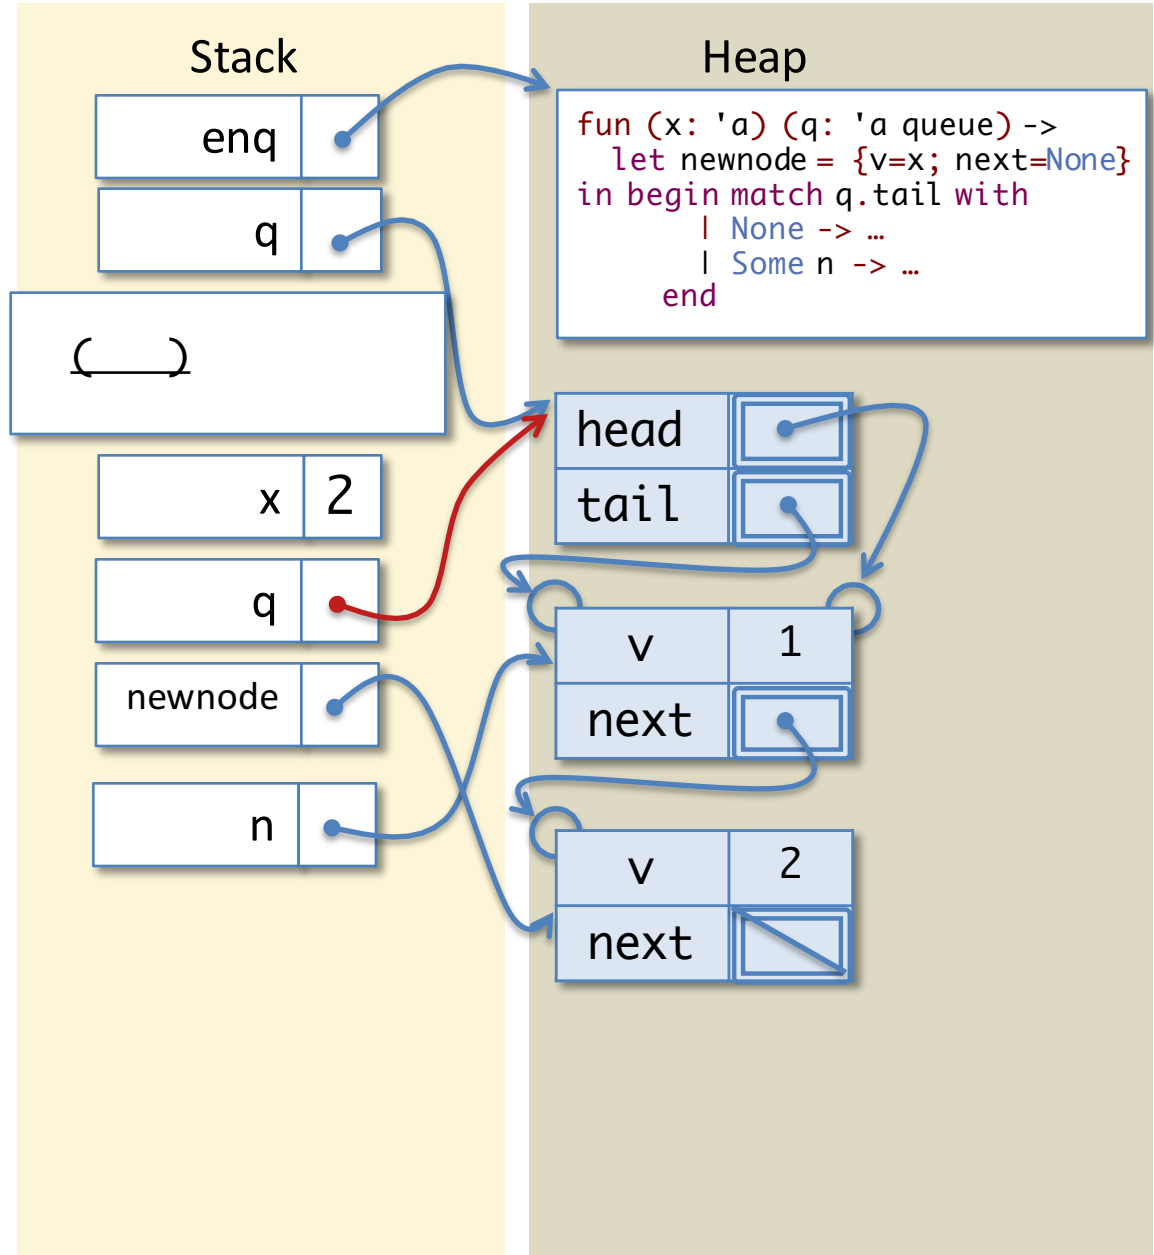 Stack
enq
q
(____)
x 2
q
newnode
n
Heap
fun (x: 'a) (q: 'a queue) ->
let newnode = {v=x; next=None}
in begin match q.tail with
| None -> …
| Some n -> …
end
head
tail
v 1
next
v 2
next